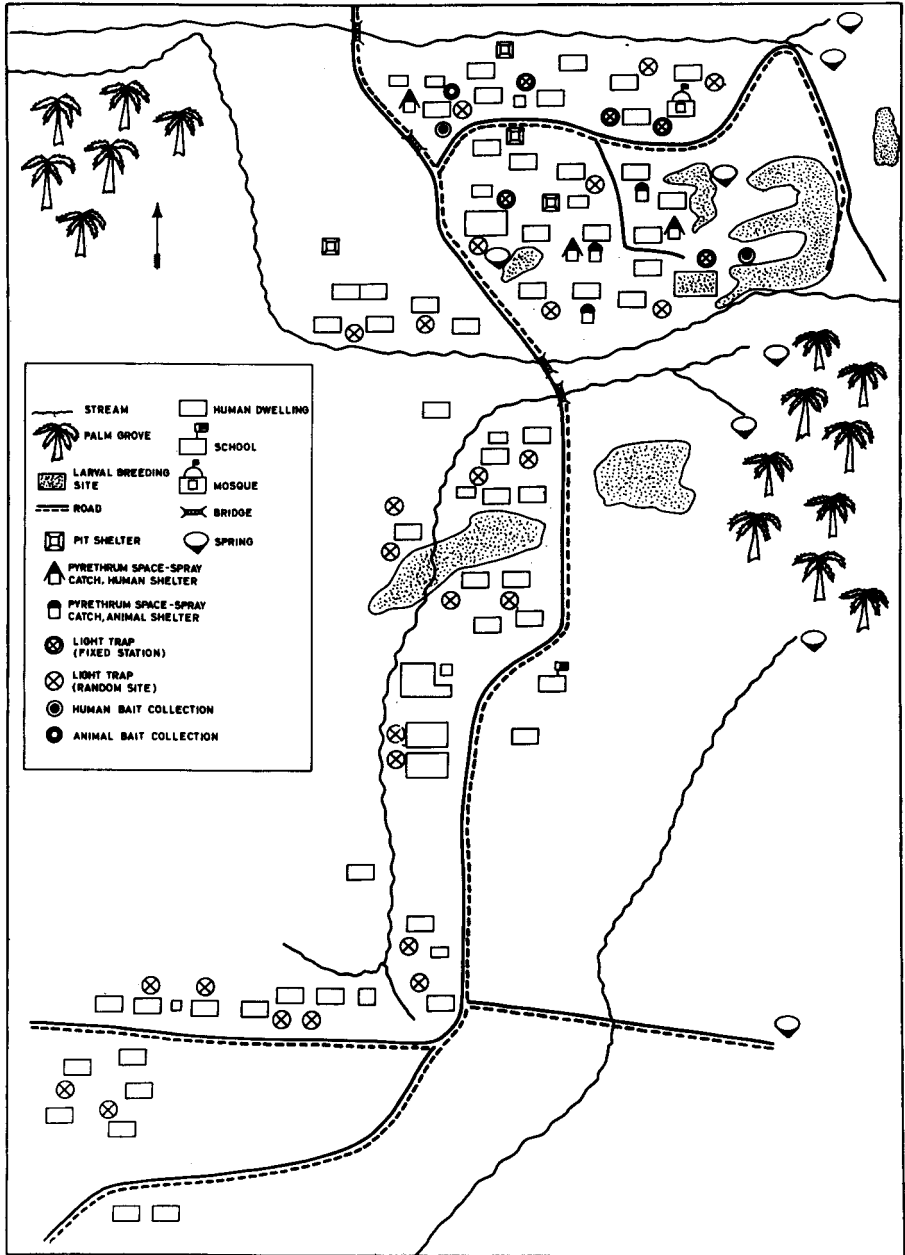 STREAM
PALM GROVE
LARVAL BREEDING
SITE
ROAD
PIT SHELTER
PYRETHRUM SPACE-SPRAY
CATCH, HUMAN SHELTER
PYRETHRUM SPACE-SPRAY
CATCH, ANIMAL SHELTER
LIGHT TRAP
(FIXED STATION)
LIGHT TRAP
(RANDOM SITE)
HUMAN BAIT COLLECTION
ANIMAL BAIT COLLECTION
HUMAN DWELLING
SCHOOL
MOSQUE
BRIDGE
SPRING